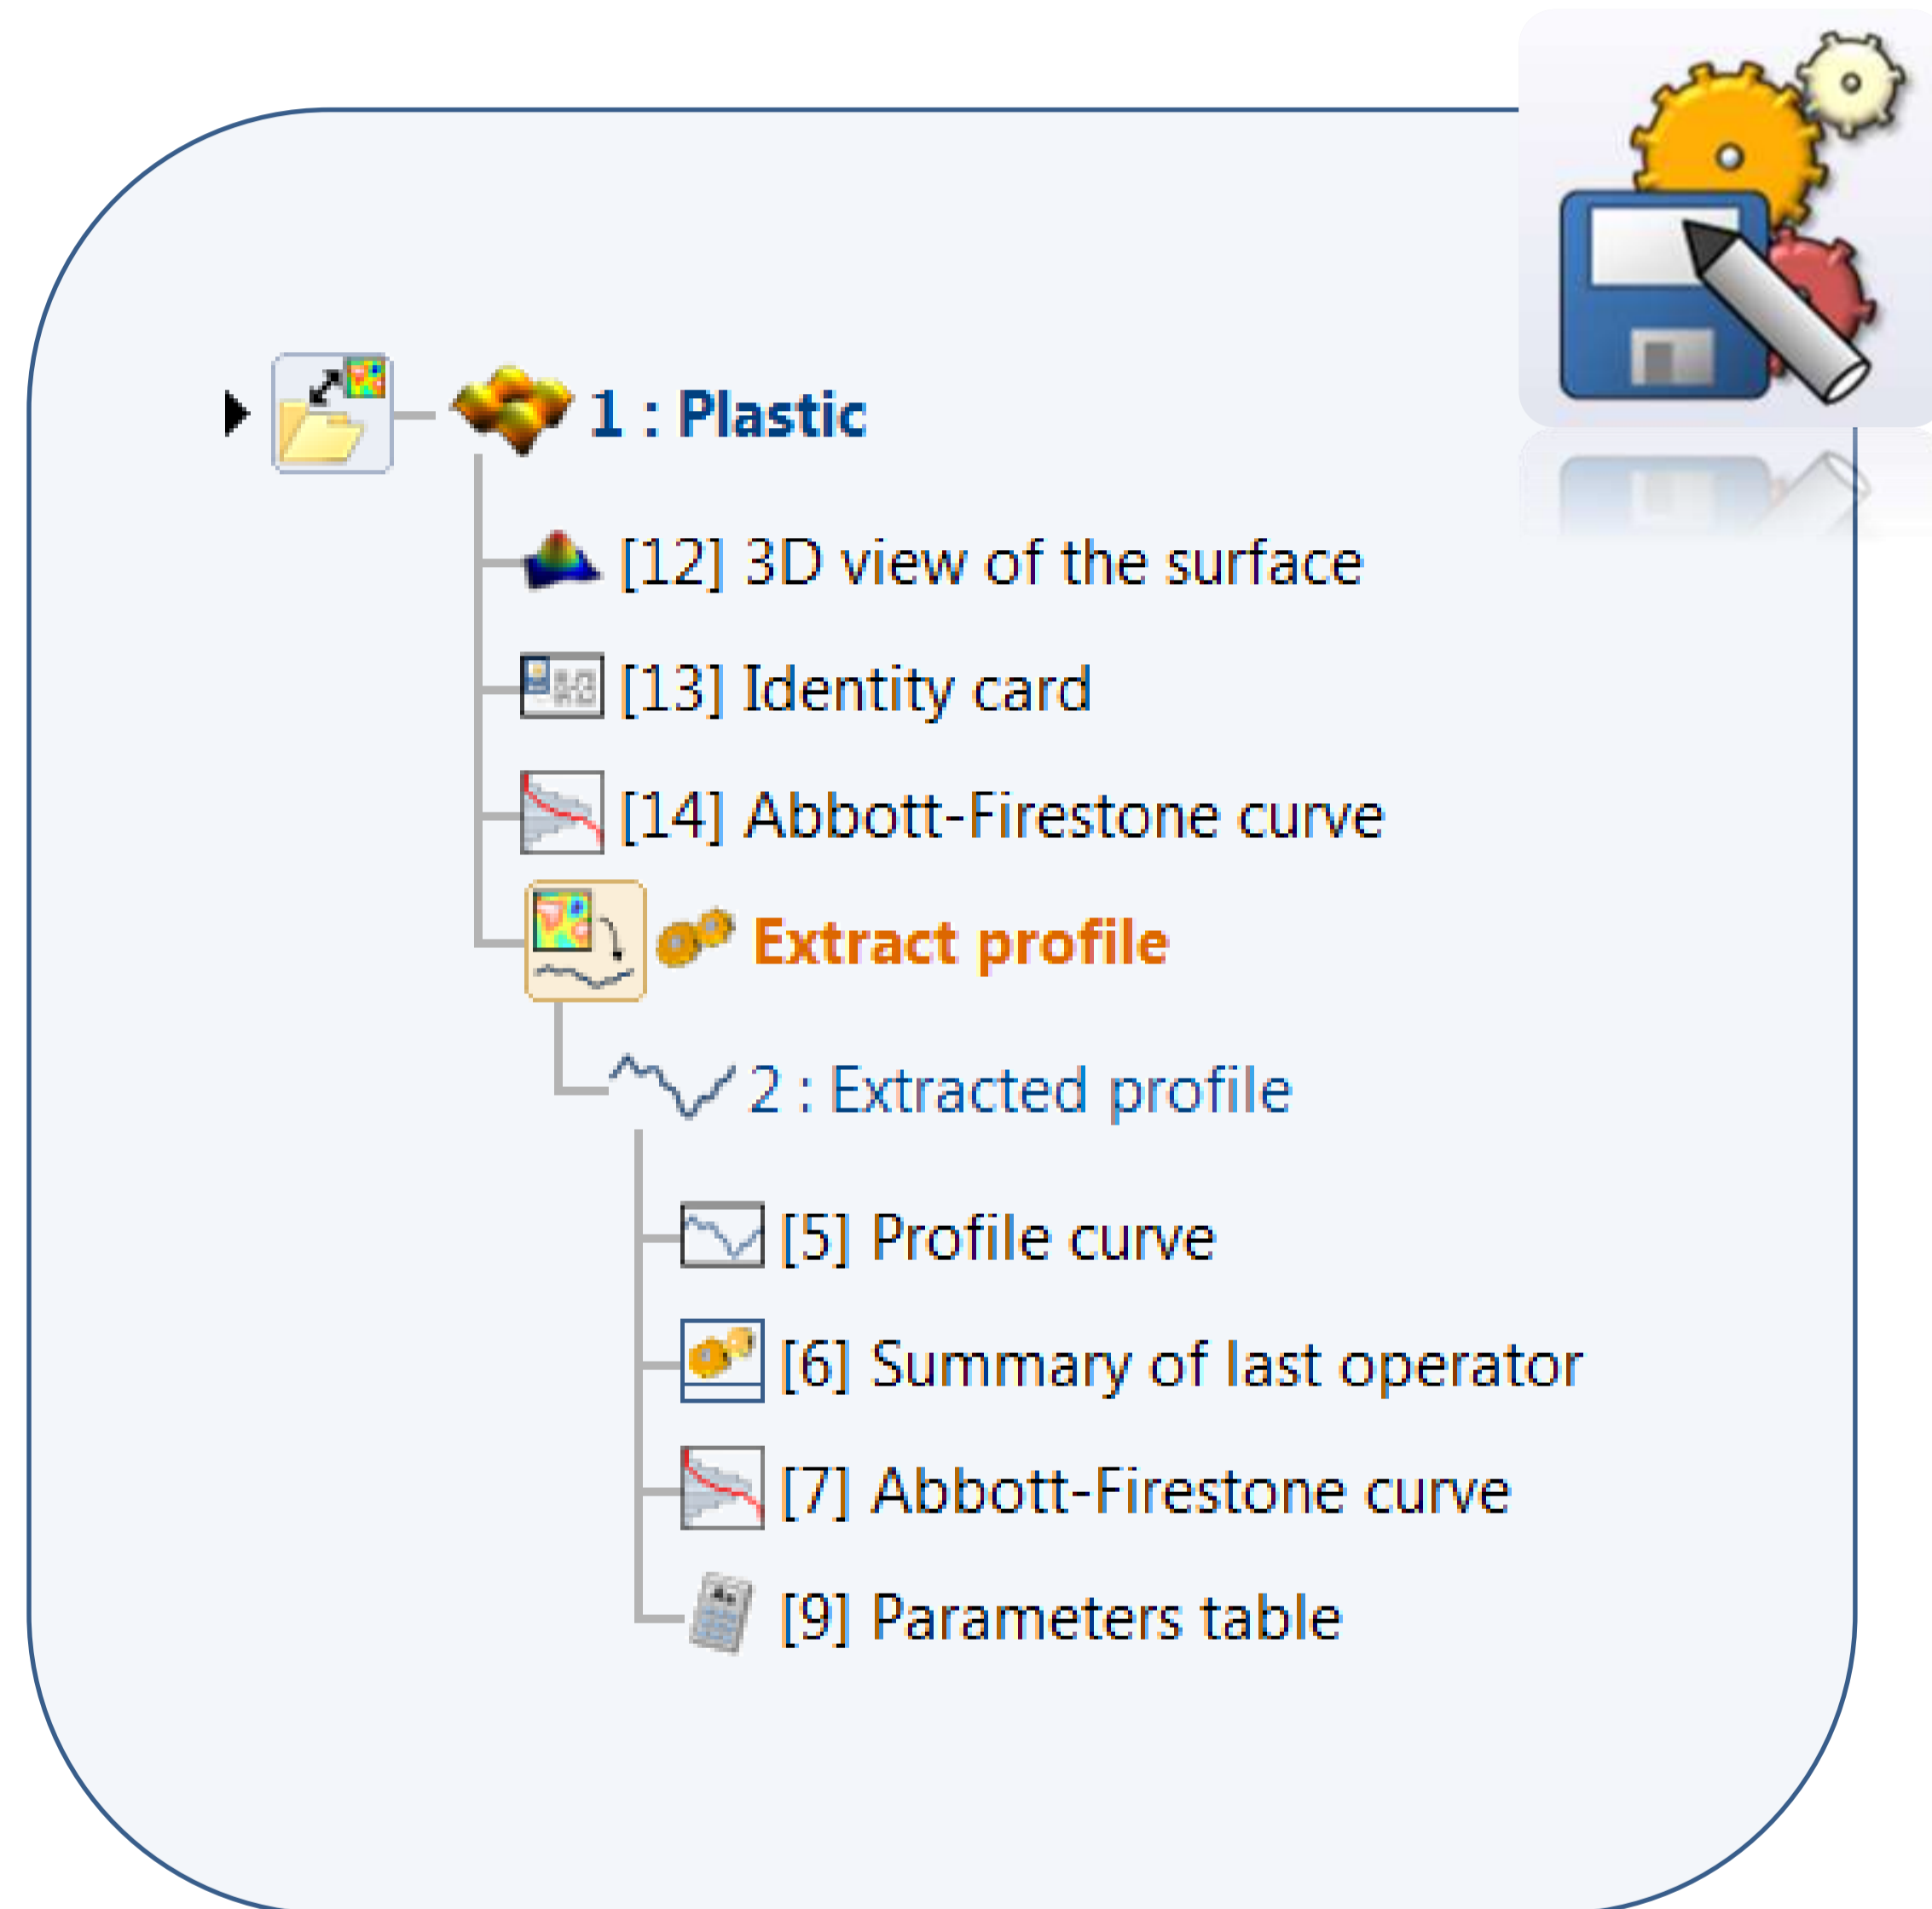 1 : Plastic
[12] 3D view of the surface
[13] Identity card
[14] Abbott-Firestone curve
Extract profile
2 : Extracted profile
[5] Profile curve
[6] Summary of last operator
[7] Abbott-Firestone curve
[9] Parameters table